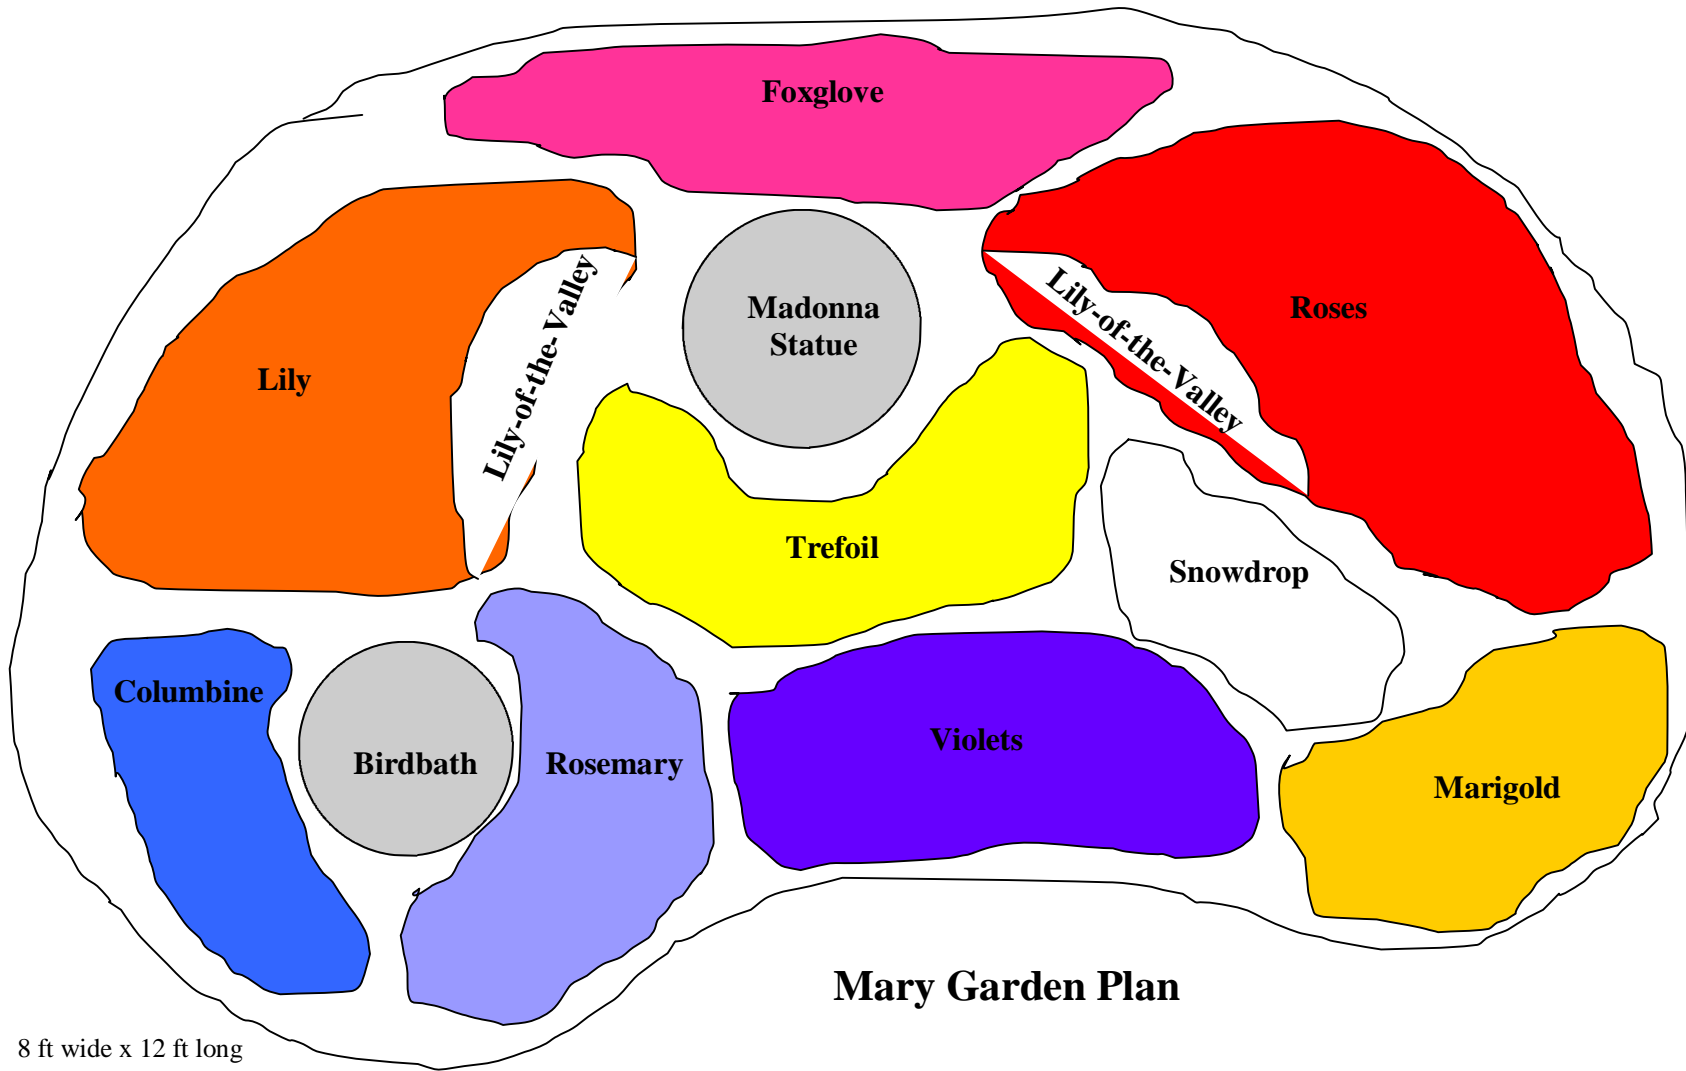 Foxglove
Lily-of-the-Valley
Madonna
Statue
Lily-of-the-Valley
Roses
Lily
Trefoil
Snowdrop
Columbine
Birdbath
Rosemary
Violets
Marigold
Mary Garden Plan
8 ft wide x 12 ft long